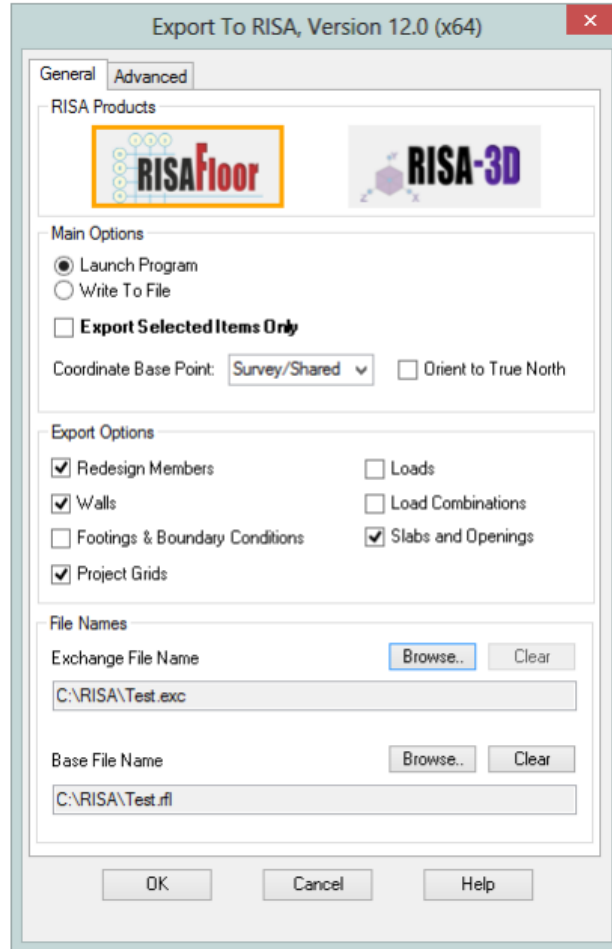 Export To RISA, Version 12.0 (x64)
General Advanced
RISA Products
RISAFloor RISA-3D
z x
Main Options
Launch Program
Write To File
Export Selected Items Only
Coordinate Base Point: Survey/Shared Orient to True North
Export Options
Redesign Members Loads
Walls Load Combinations
Footings & Boundary Conditions Slabs and Openings
Project Grids
File Names
Exchange File Name Browse.. Clear
C:\RISA\Test.exc
Base File Name Browse.. Clear
C:\RISA\Test.rfl
OK Cancel Help